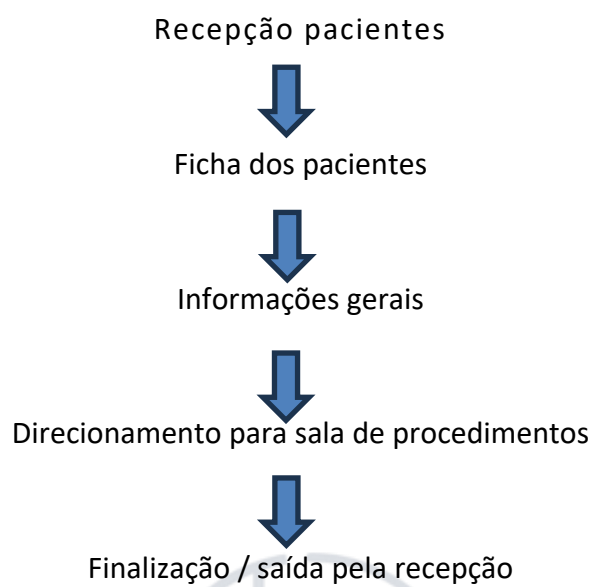 Recepção pacientes
Ficha dos pacientes
Informações gerais
Direcionamento para sala de procedimentos
Finalização / saída pela recepção